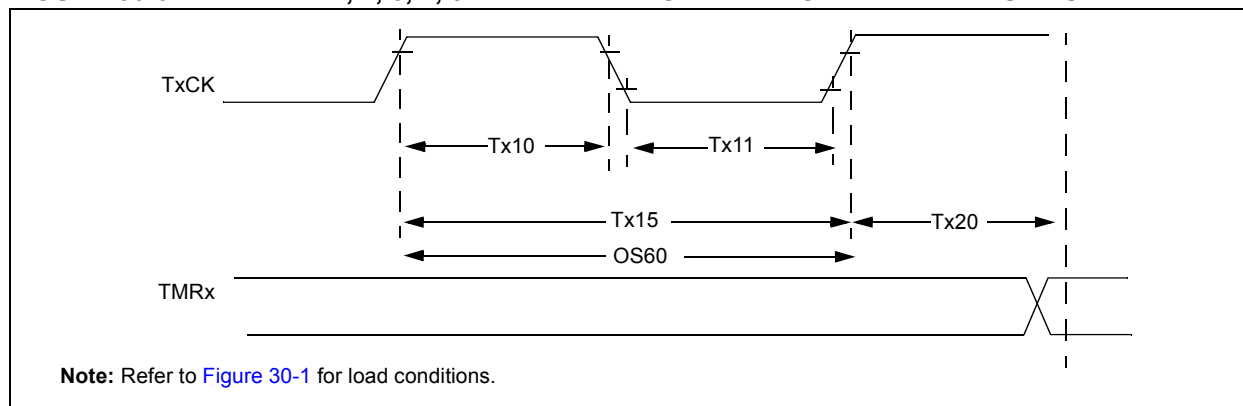 TxCK
Tx10
Tx11
Tx15
Tx20
OS60
TMRx
Note: Refer to Figure 30-1 for load conditions.